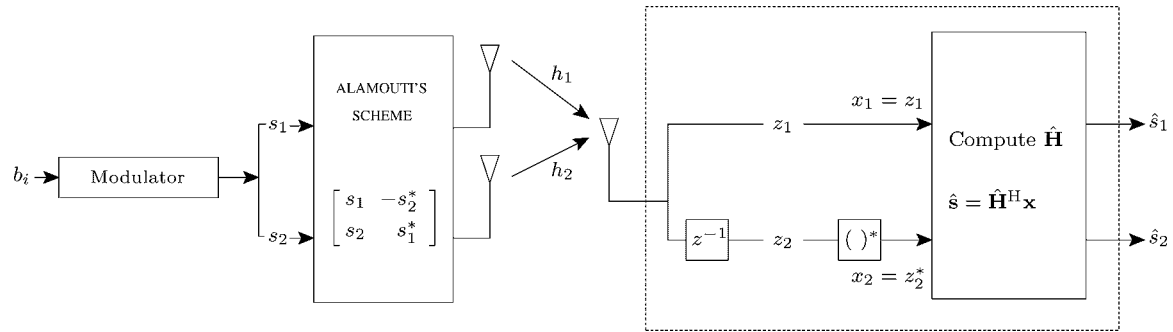 b_i
Modulator
s_1
s_2
ALAMOUTI'S
SCHEME
[ s_1 -s_2^*
s_2 s_1^* ]
h_1
h_2
z_1
x_1 = z_1
z^{-1}
z_2
( )^*
x_2 = z_2^*
Compute Ĥ
ŝ = Ĥ^H x
ŝ_1
ŝ_2